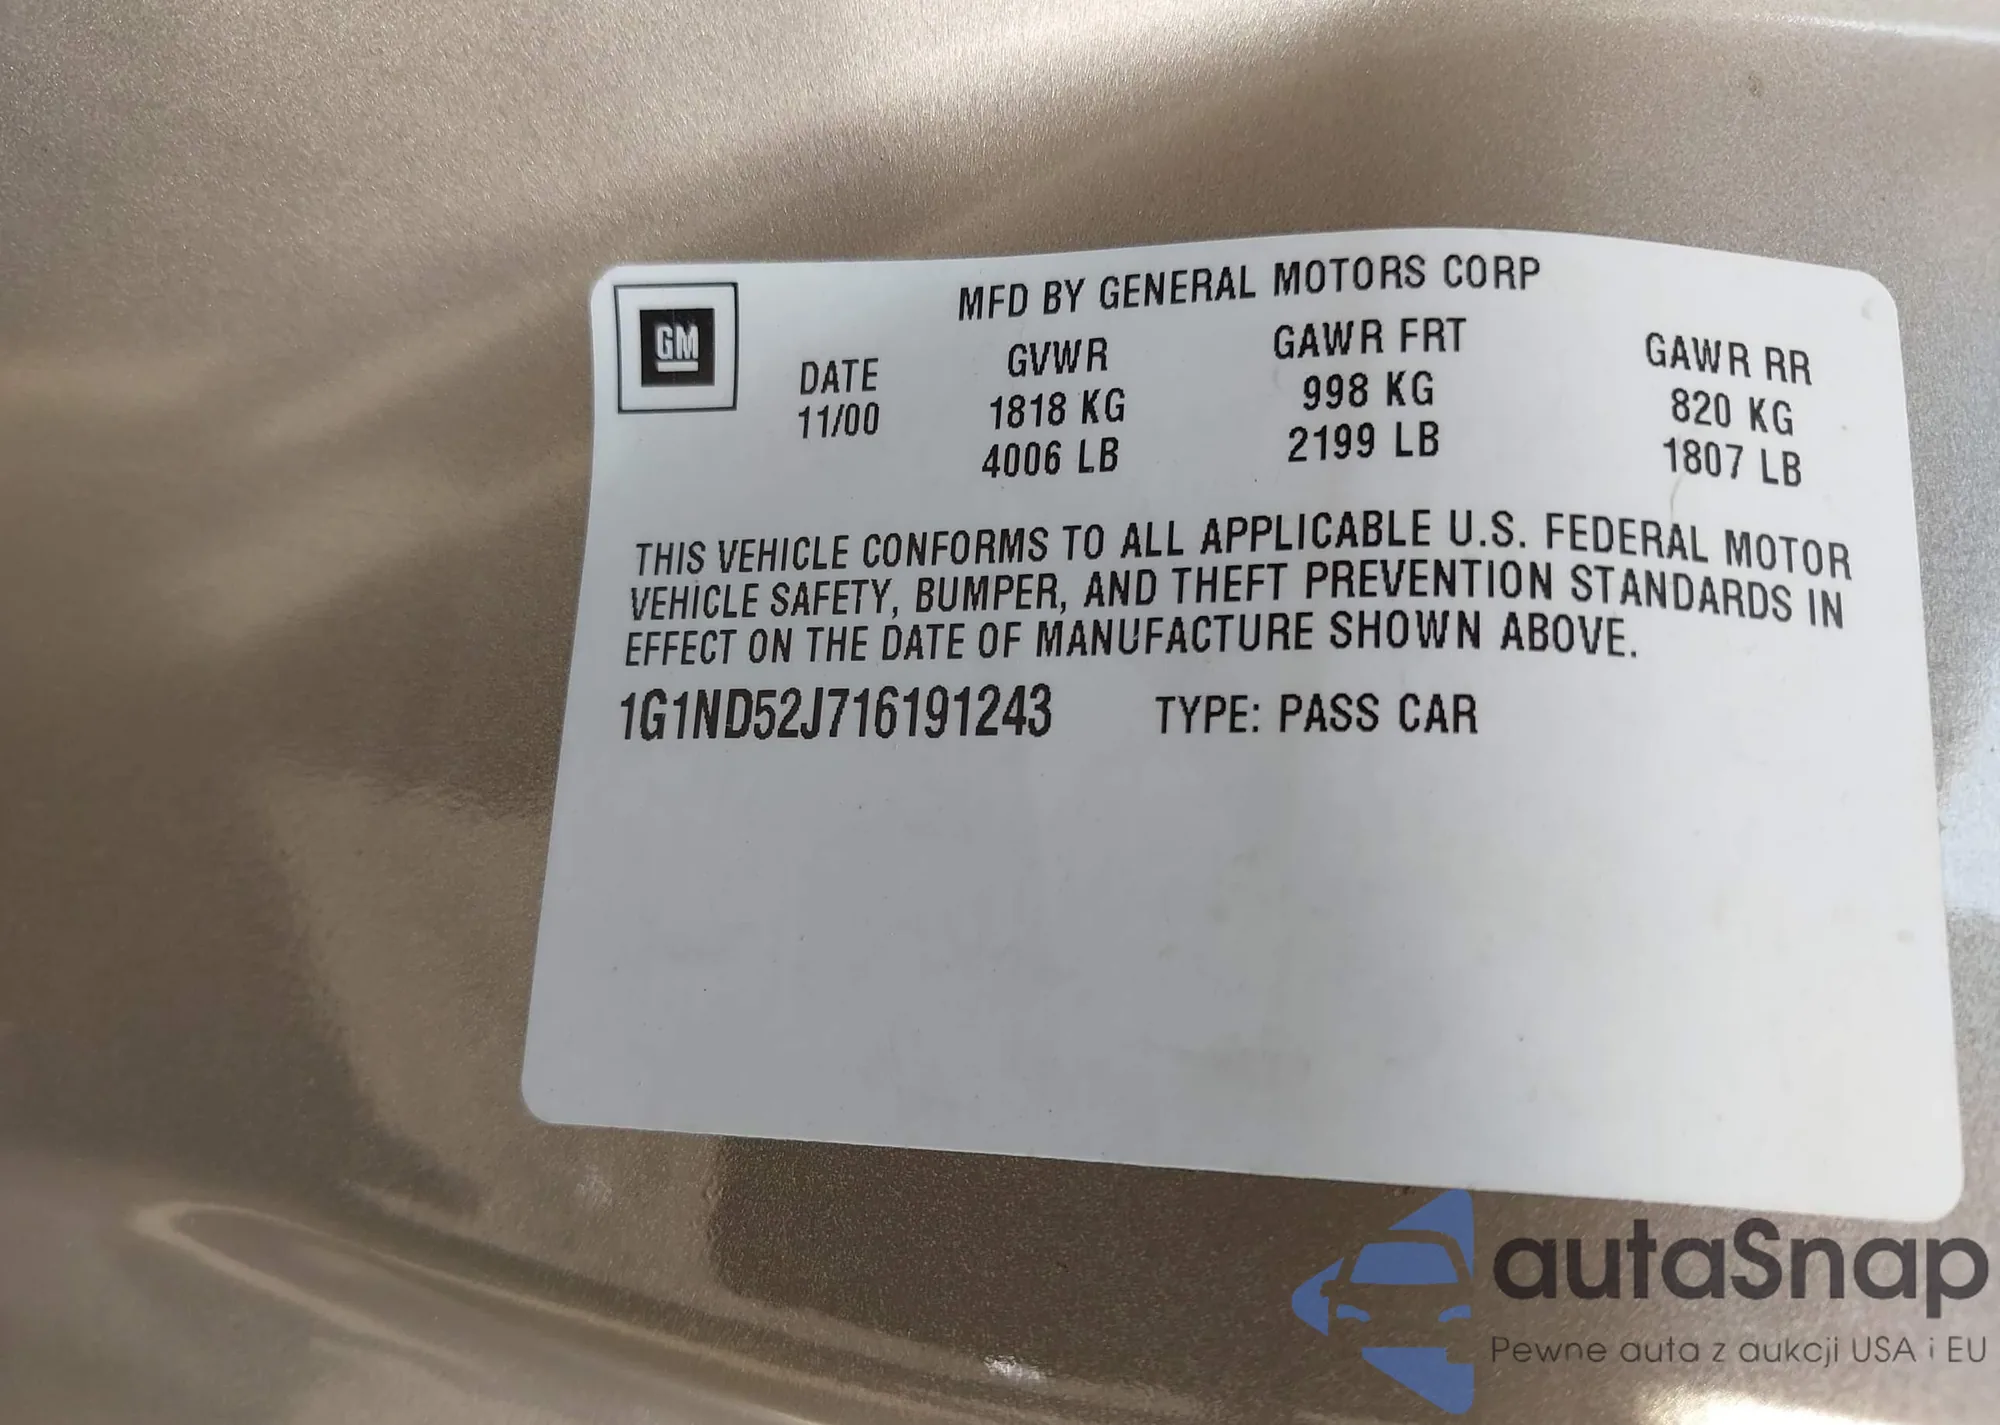 MFD BY GENERAL MOTORS CORP
GM
DATE GVWR GAWR FRT GAWR RR
11/00 1818 KG 998 KG 820 KG
4006 LB 2199 LB 1807 LB
THIS VEHICLE CONFORMS TO ALL APPLICABLE U.S. FEDERAL MOTOR
VEHICLE SAFETY, BUMPER, AND THEFT PREVENTION STANDARDS IN
EFFECT ON THE DATE OF MANUFACTURE SHOWN ABOVE.
1G1ND52J716191243 TYPE: PASS CAR
autaSnap
Pewne auta z aukcji USA i EU